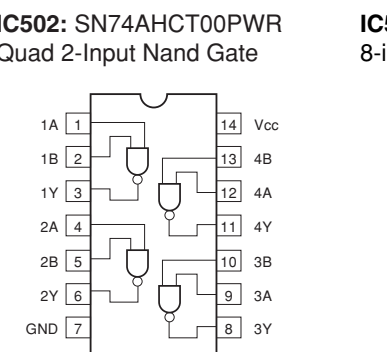 IC502: SN74AHCT00PWR
Quad 2-Input Nand Gate
8-i
1A 1 14 Vcc
1B 2 13 4B
1Y 3 12 4A
2A 4 11 4Y
2B 5 10 3B
2Y 6 9 3A
GND 7 8 3Y